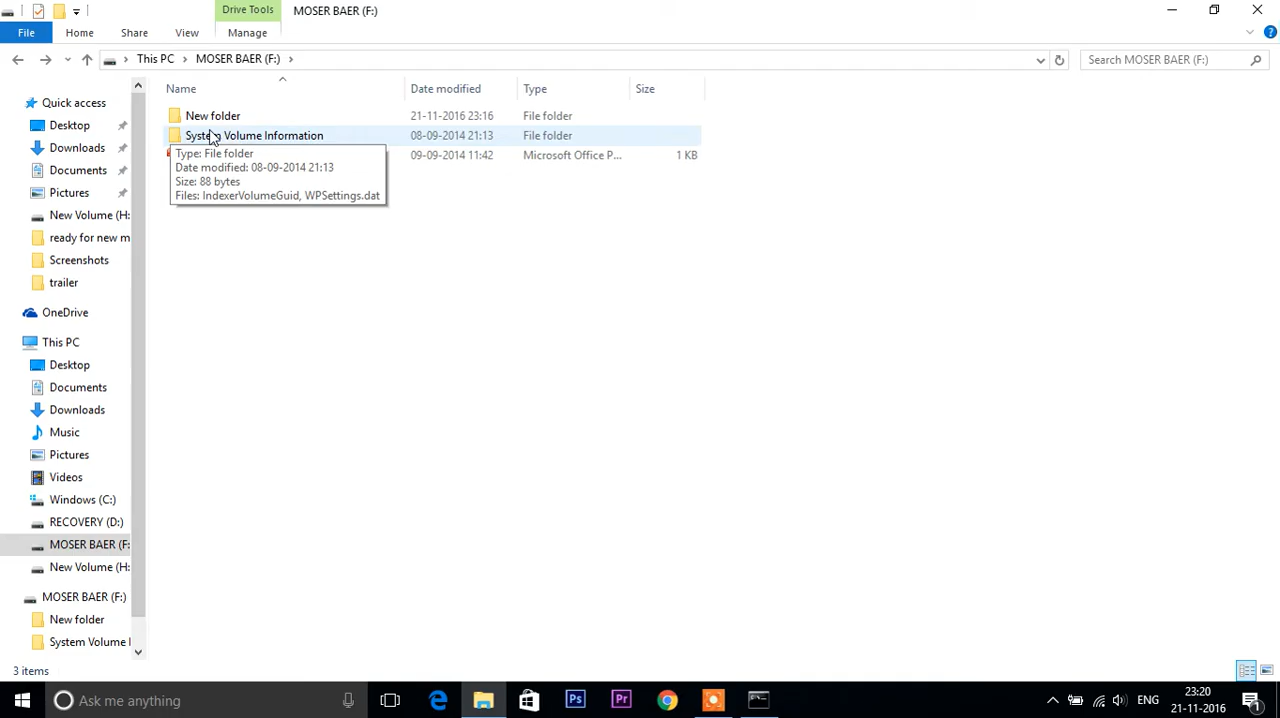 Drive Tools
MOSER BAER (F:)
File
Home
Share
View
Manage
This PC
MOSER BAER (F:)
Search MOSER BAER (F:)
Name
Date modified
Type
Size
New folder
21-11-2016 23:16
File folder
System Volume Information
08-09-2014 21:13
File folder
09-09-2014 11:42
Microsoft Office P...
1 KB
Type: File folder
Date modified: 08-09-2014 21:13
Size: 88 bytes
Files: IndexerVolumeGuid, WPSettings.dat
Quick access
Desktop
Downloads
Documents
Pictures
New Volume (H:
ready for new m
Screenshots
trailer
OneDrive
This PC
Desktop
Documents
Downloads
Music
Pictures
Videos
Windows (C:)
RECOVERY (D:)
MOSER BAER (F:
New Volume (H:
MOSER BAER (F:)
New folder
System Volume I
3 items
Ask me anything
Ps
Pr
ENG
23:20
21-11-2016
1